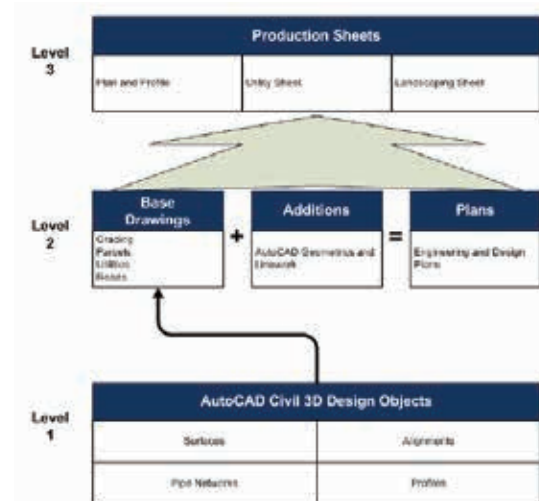 Production Sheets
Level
3
Plan and Profile
Utility Sheet
Landscaping Sheet
Level
2
Base
Drawings
Grading
Parcels
Utilities
Roads
+
Additions
AutoCAD Geometrics and
Linework
=
Plans
Engineering and Design
Plans
Level
1
AutoCAD Civil 3D Design Objects
Surfaces
Alignments
Pipe Networks
Profiles